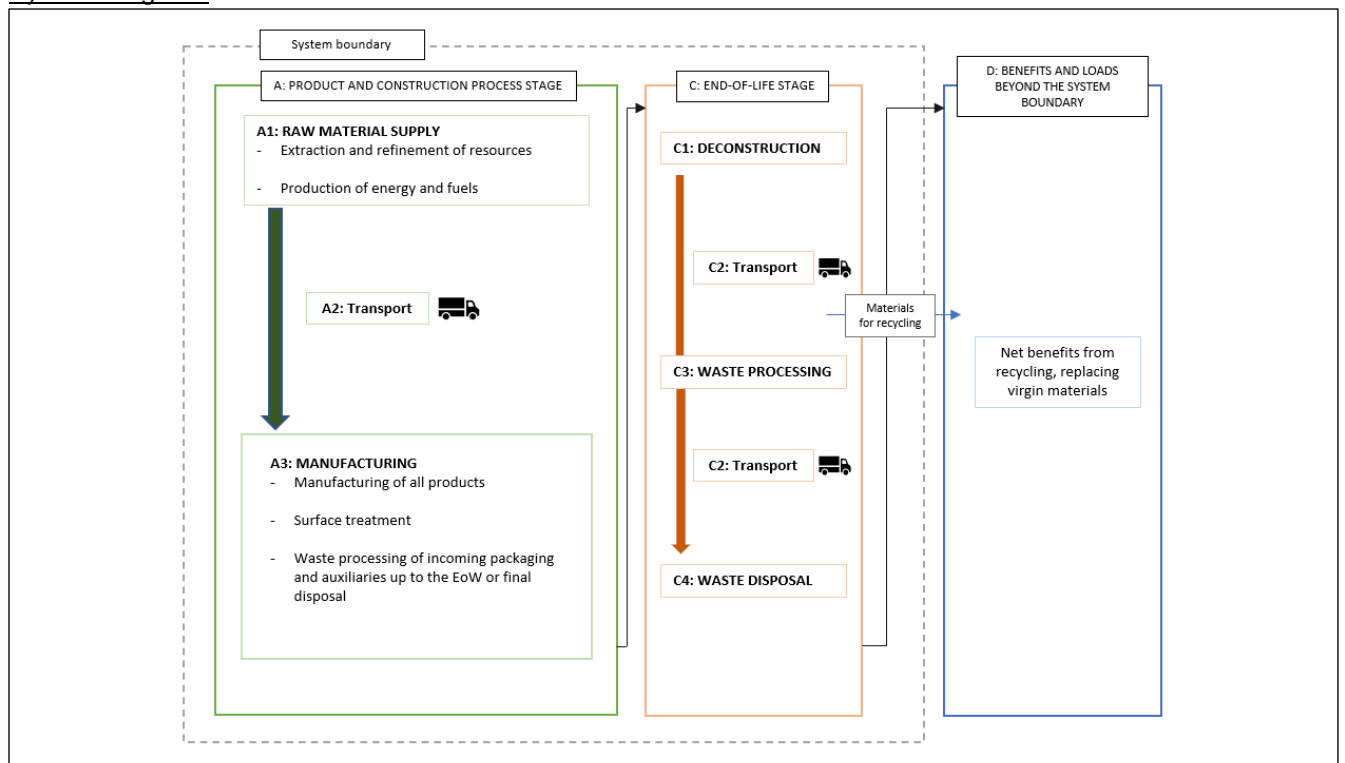 System boundary
A: PRODUCT AND CONSTRUCTION PROCESS STAGE
A1: RAW MATERIAL SUPPLY
- Extraction and refinement of resources
- Production of energy and fuels
A2: Transport
A3: MANUFACTURING
- Manufacturing of all products
- Surface treatment
- Waste processing of incoming packaging
and auxiliaries up to the EoW or final
disposal
C: END-OF-LIFE STAGE
C1: DECONSTRUCTION
C2: Transport
C3: WASTE PROCESSING
C2: Transport
C4: WASTE DISPOSAL
Materials
for recycling
D: BENEFITS AND LOADS
BEYOND THE SYSTEM
BOUNDARY
Net benefits from
recycling, replacing
virgin materials